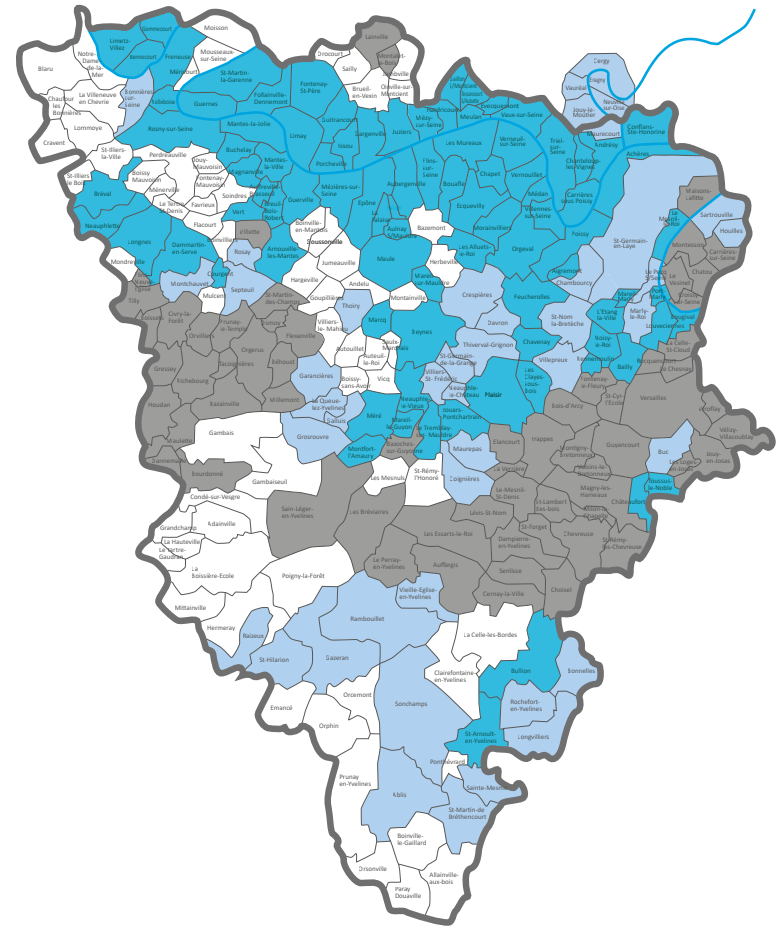 Limetz-
Villez
Bennecourt
Moisson
Mousseaux-
sur-Seine
Blaru
Notre-
Dame-
de-la-
Mer
Freneuse
Méricourt
La Villeneuve
en Chevrie
Bonnières
sur-
Seine
Chaufour
les
Bonnières
Lommoye
Cravent
Rolleboise
St-Martin-
la-Garenne
Guernes
Follainville-
Dennemont
Fontenay-
St-Père
Drocourt
Sailly
Brueil-
en-Vexin
Lainville
Montalet-
le-Bois
Oinville-sur-
Montcient
Cergy
Eragny
Vauréal
Jouy-le-
Moutier
Neuville
sur-Oise
Maurecourt
Andrésy
Conflans-
Ste-Honorine
Achères
Rosny-sur-Seine
Mantes-la-Jolie
Limay
Guitrancourt
Issou
Porcheville
Gargenville
Juziers
Mézy-
sur-Seine
Hardricourt
Meulan
Tessancourt
Vaux-sur-Seine
Les Mureaux
Verneuil-
sur-Seine
Triel-
sur-
Seine
Chanteloup-
les-Vignes
Carrières
sous Poissy
Poissy
St-Illiers-
la-Ville
St-Illiers
le Bois
Perdreauville
Boissy
Mauvoisin
Ménerville
Jouy-
Mauvoisin
Fontenay-
Mauvoisin
Buchelay
Magnanville
Mantes-
la-Ville
Soindres
Auffreville-
Brasseuil
Breuil-
Bois-
Robert
Guerville
Mézières-sur-
Seine
Epône
Flins-
sur-
Seine
Aubergenville
Bouafle
Chapet
Ecquevilly
Vernouillet
Médan
Villennes-
sur-Seine
Morainvilliers
Orgeval
Bréval
Neauphlette
Le Tertre
St-Denis
Favrieux
Flacourt
Vert
Villette
Rosay
Boinvilliers
Boinville-
en-Mantois
Goussonville
Jumeauville
La
Falaise
Aulnay
S/Mauldre
Bazemont
Herbeville
Les Alluets-
le-Roi
Maule
Mareil-
sur-Mauldre
Andelu
Montainville
Hargeville
Goupillières
Arnouville-
les-Mantes
Longnes
Mondreville
Dammartin-
en-Serve
Montchauvet
Courgent
Mulcent
Septeuil
Tilly
St-Martin-
des-Champs
Osmoy
Flexanville
Orvilliers
Civry-la-
Forêt
Prunay-
le-Temple
Orgerus
Béhoust
Tacoignières
Gressey
Richebourg
Houdan
Bazainville
Millemont
Maulette
Gambais
Bourdonné
Condé-sur-Vesgre
Gambaiseuil
Thoiry
Villiers-
le- Mahieu
Autouillet
Marcq
Auteuil-
le-Roi
Saulx-
Marchais
Beynes
Boissy-
sans-Avoir
Vicq
Garancières
La Queue-
lez-Yvelines
Galluis
Grosrouvre
Méré
Montfort-
l'Amaury
Neauphle-
le-Vieux
Mareil-
le-Guyon
Bazoches-
sur-Guyonne
Le Tremblay-
sur-Mauldre
Jouars-
Pontchartrain
Villiers-
St- Frédéric
Neauphle-
le-Château
St-Germain-
de-la-Grange
Thiverval-Grignon
Crespières
Davron
Feucherolles
Chavenay
Plaisir
Les
Clayes-
sous-
bois
Villepreux
St-Nom
la-Bretèche
Chambourcy
Aigremont
St-Germain-
en-Laye
Maisons-
Lafitte
Le
Mesnil-
le-Roi
Sartrouville
Houilles
Montesson
Carrières-
sur-Seine
Chatou
Le
Vésinet
Croissy-
sur-Seine
Le Pecq
Port-
Marly
Mareil-
Marly
Marly-
le-Roi
L'Etang
la-Ville
Louveciennes
Bougival
La Celle-
St-Cloud
Noisy-
le-Roi
Bailly
Rennemoulin
Rocquencourt
Le Chesnay
Fontenay-
le-Fleury
St-Cyr-
l'Ecole
Versailles
Bois-d'Arcy
Viroflay
Vélizy-
Villacoublay
Jouy-
en-Josas
Les Loges-
en-Josas
Buc
Guyancourt
Toussus-
le-Noble
Châteaufort
Trappes
Elancourt
Montigny-
Bretonneux
Voisins-le-
Bretonneux
Magny-les-
Hameaux
Maurepas
Coignières
La Verrière
Le-Mesnil-
St-Denis
St-Lambert
des-bois
Milon-la-
Chapelle
St-Rémy-
lès-Chevreuse
Chevreuse
Les Mesnuls
St-Rémy-
l'Honoré
Lévis-St-Nom
St-Forget
Dampierre-
en-Yvelines
Saint-Léger-
en-Yvelines
Les Bréviaires
Les Essarts-le-Roi
Le Perray-
en-Yvelines
Auffargis
Senlisse
Cernay-la-Ville
Choisel
Grandchamp
Adainville
La Hauteville
Le Tartre-
Gaudran
La
Boissière-Ecole
Mittainville
Hermeray
Raizeux
St-Hilarion
Poigny-la-Forêt
Gazeran
Rambouillet
Vieille-Eglise-
en-Yvelines
La Celle-les-Bordes
Clairefontaine-
en-Yvelines
Bullion
Bonnelles
Rochefort-
en-Yvelines
Longvilliers
Sonchamps
Emancé
Orcemont
Orphin
St-Arnoult-
en-Yvelines
Ponthévrard
Prunay
en-Yvelines
Ablis
Sainte-Mesme
St-Martin-de
Bréthencourt
Boinville-
le-Gaillard
Orsonville
Paray
Douaville
Allainville-
aux-bois